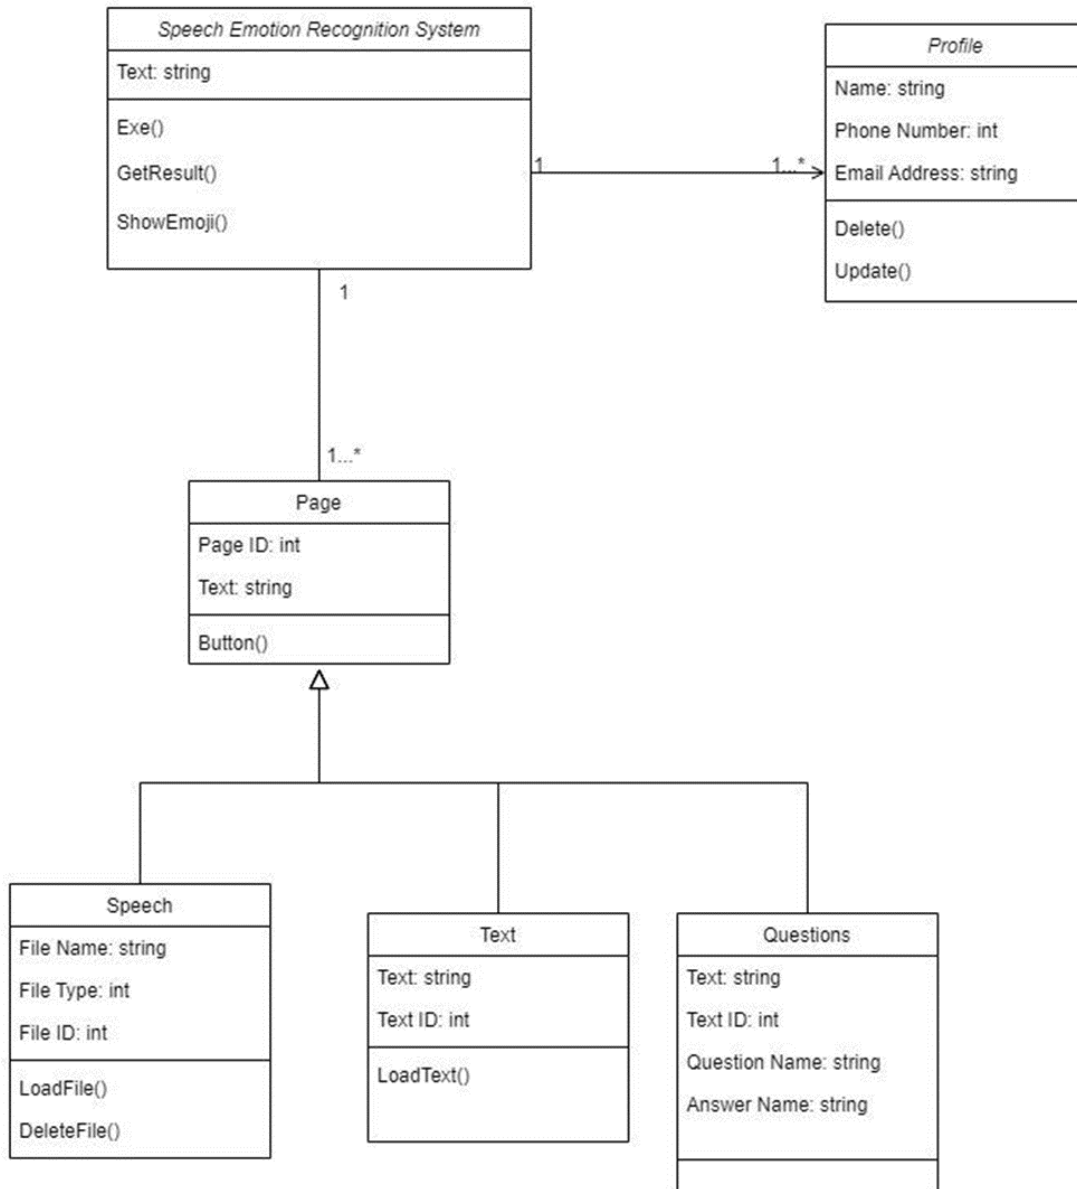 Speech Emotion Recognition System
Text: string
Exe()
GetResult()
ShowEmoji()
Profile
Name: string
Phone Number: int
Email Address: string
Delete()
Update()
1
1...*
1
1...*
Page
Page ID: int
Text: string
Button()
Speech
File Name: string
File Type: int
File ID: int
LoadFile()
DeleteFile()
Text
Text: string
Text ID: int
LoadText()
Questions
Text: string
Text ID: int
Question Name: string
Answer Name: string